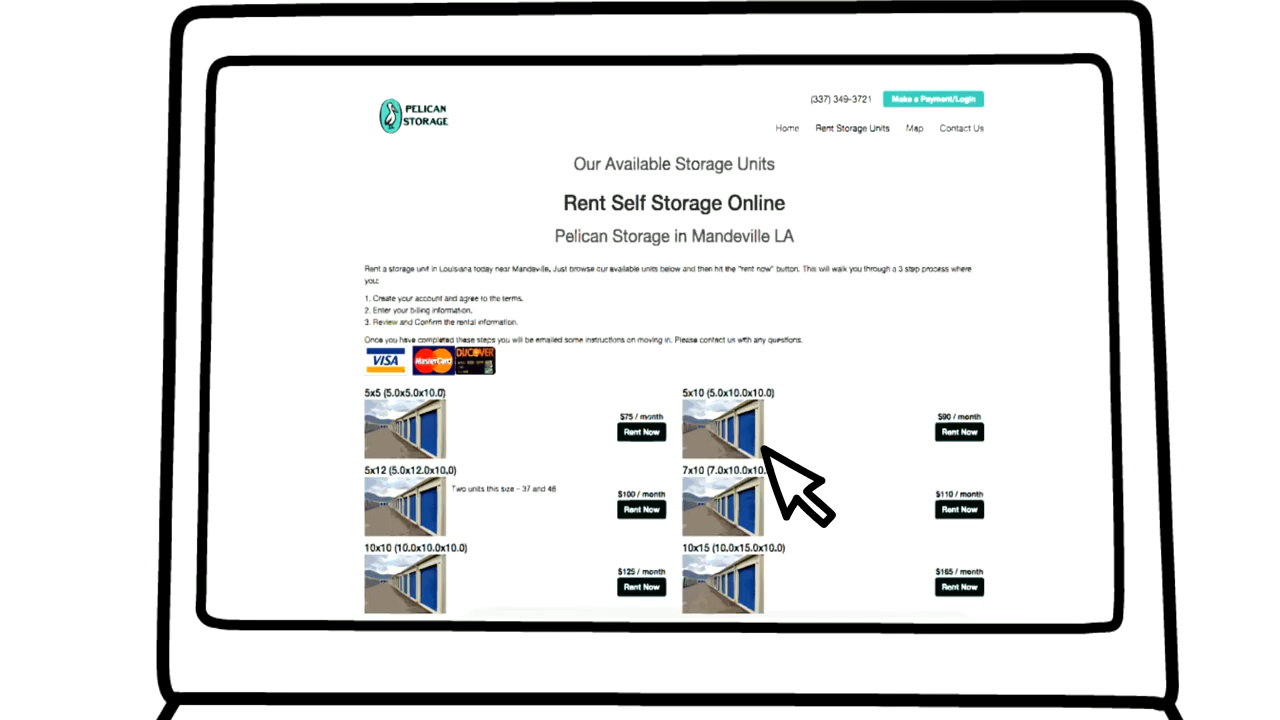 PELICAN
STORAGE
(337) 349-3721
Make a Payment/Login
Home
Rent Storage Units
Map
Contact Us
Our Available Storage Units
Rent Self Storage Online
Pelican Storage in Mandeville LA
Rent a storage unit in Louisiana today near Mandeville. Just browse our available units below and then hit the "rent now" button. This will walk you through a 3 step process where
you:
1. Create your account and agree to the terms.
2. Enter your billing information.
3. Review and Confirm the rental information.
Once you have completed these steps you will be emailed some instructions on moving in. Please contact us with any questions.
VISA
MasterCard
DISCOVER
5x5 (5.0x5.0x10.0)
$75 / month
Rent Now
5x10 (5.0x10.0x10.0)
$90 / month
Rent Now
5x12 (5.0x12.0x10.0)
Two units this size - 37 and 48
$100 / month
Rent Now
7x10 (7.0x10.0x10.
$110 / month
Rent Now
10x10 (10.0x10.0x10.0)
$125 / month
Rent Now
10x15 (10.0x15.0x10.0)
$165 / month
Rent Now